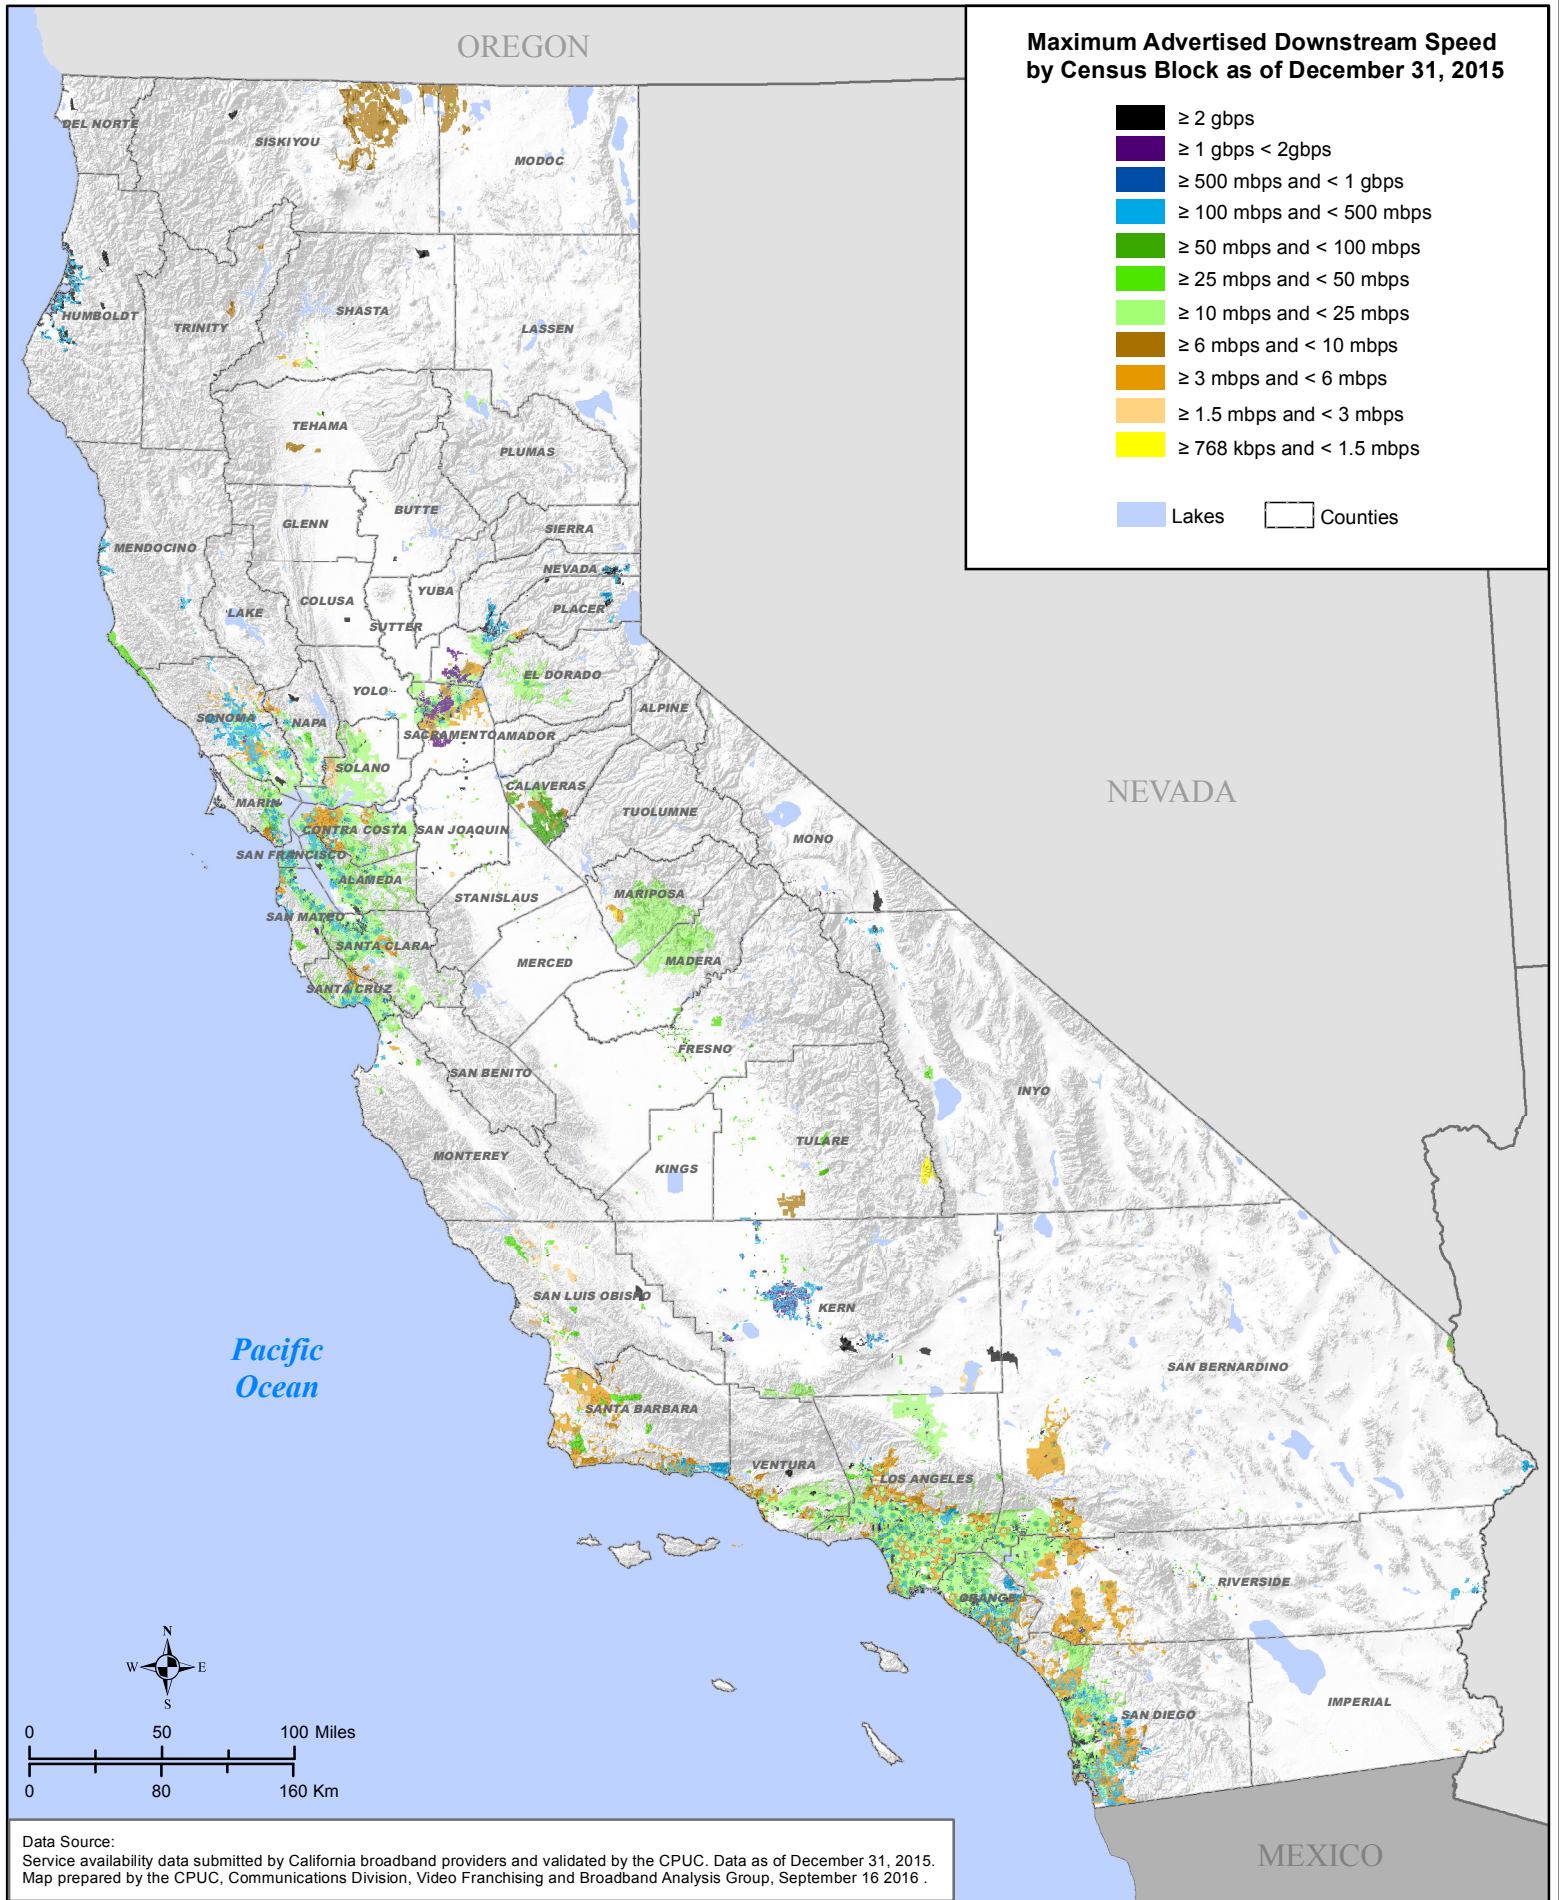 OREGON
Maximum Advertised Downstream Speed
by Census Block as of December 31, 2015
≥ 2 gbps
≥ 1 gbps < 2gbps
≥ 500 mbps and < 1 gbps
≥ 100 mbps and < 500 mbps
≥ 50 mbps and < 100 mbps
≥ 25 mbps and < 50 mbps
≥ 10 mbps and < 25 mbps
≥ 6 mbps and < 10 mbps
≥ 3 mbps and < 6 mbps
≥ 1.5 mbps and < 3 mbps
≥ 768 kbps and < 1.5 mbps
Lakes
Counties
DEL NORTE
SISKIYOU
MODOC
HUMBOLDT
TRINITY
SHASTA
LASSEN
TEHAMA
PLUMAS
GLENN
BUTTE
SIERRA
MENDOCINO
NEVADA
YUBA
COLUSA
PLACER
LAKE
SUTTER
EL DORADO
YOLO
ALPINE
SONOMA
NAPA
SACRAMENTO
AMADOR
SOLANO
CALAVERAS
NEVADA
MARIN
TUOLUMNE
CONTRA COSTA
SAN JOAQUIN
MONO
SAN FRANCISCO
ALAMEDA
MARIPOSA
STANISLAUS
SAN MATEO
SANTA CLARA
MERCED
MADERA
SANTA CRUZ
FRESNO
SAN BENITO
INYO
TULARE
MONTEREY
KINGS
SAN LUIS OBISPO
KERN
Pacific
Ocean
SAN BERNARDINO
SANTA BARBARA
VENTURA
LOS ANGELES
RIVERSIDE
ORANGE
N
W
E
S
IMPERIAL
SAN DIEGO
0
50
100 Miles
0
80
160 Km
MEXICO
Data Source:
Service availability data submitted by California broadband providers and validated by the CPUC. Data as of December 31, 2015.
Map prepared by the CPUC, Communications Division, Video Franchising and Broadband Analysis Group, September 16 2016 .